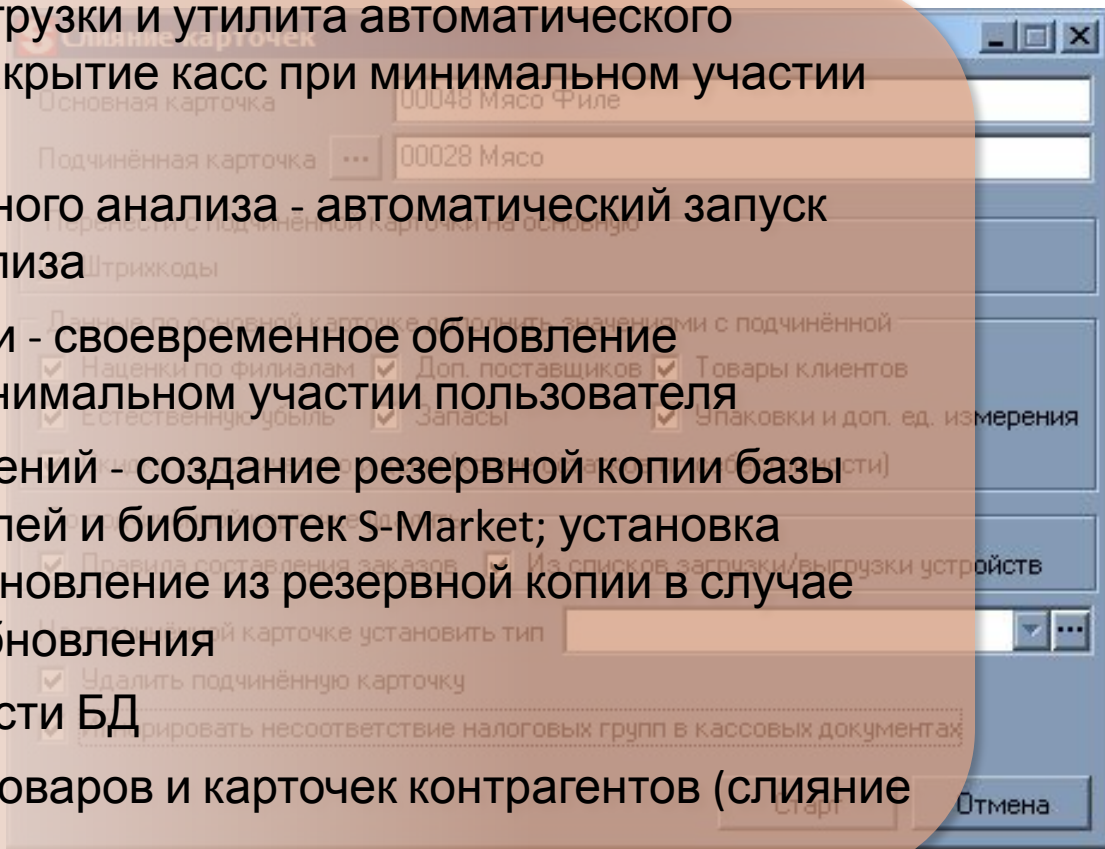 грузки и утилита автоматического
Слияние карточек
крытие касс при минимальном участии
Основная карточка 00048 Мясо Филе
Подчинённая карточка ... 00028 Мясо
ного анализа - автоматический запуск
Перенести с подчинённой карточки на основную
лиза
Штрихкоды
Данные по основной карточке дополнить значениями с подчинённой
и - своевременное обновление
Наценки по филиалам Доп. поставщиков Товары клиентов
нимальном участии пользователя
Естественную убыль Запасы Упаковки и доп. ед. измерения
ений - создание резервной копии базы
лей и библиотек S-Market; установка
Правила составления заказов Из списков загрузки/выгрузки устройств
новление из резервной копии в случае
бновления
карточке установить тип
Удалить подчинённую карточку
сти БД
несоответствие налоговых групп в кассовых документах
оваров и карточек контрагентов (слияние
Старт Отмена